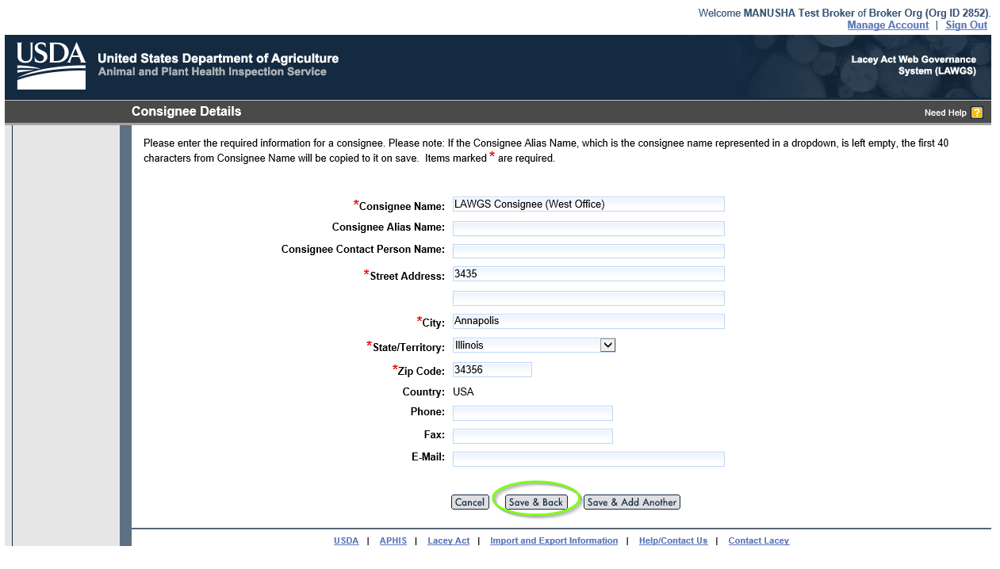 Welcome MANUSHA Test Broker of Broker Org (Org ID 2852).
Manage Account | Sign Out
USDA
United States Department of Agriculture
Animal and Plant Health Inspection Service
Lacey Act Web Governance
System (LAWGS)
Consignee Details
Need Help ?
Please enter the required information for a consignee. Please note: If the Consignee Alias Name, which is the consignee name represented in a dropdown, is left empty, the first 40
characters from Consignee Name will be copied to it on save. Items marked * are required.
*Consignee Name: LAWGS Consignee (West Office)
Consignee Alias Name:
Consignee Contact Person Name:
*Street Address: 3435
*City: Annapolis
*State/Territory: Illinois
*Zip Code: 34356
Country: USA
Phone:
Fax:
E-Mail:
Cancel Save & Back Save & Add Another
USDA | APHIS | Lacey Act | Import and Export Information | Help/Contact Us | Contact Lacey